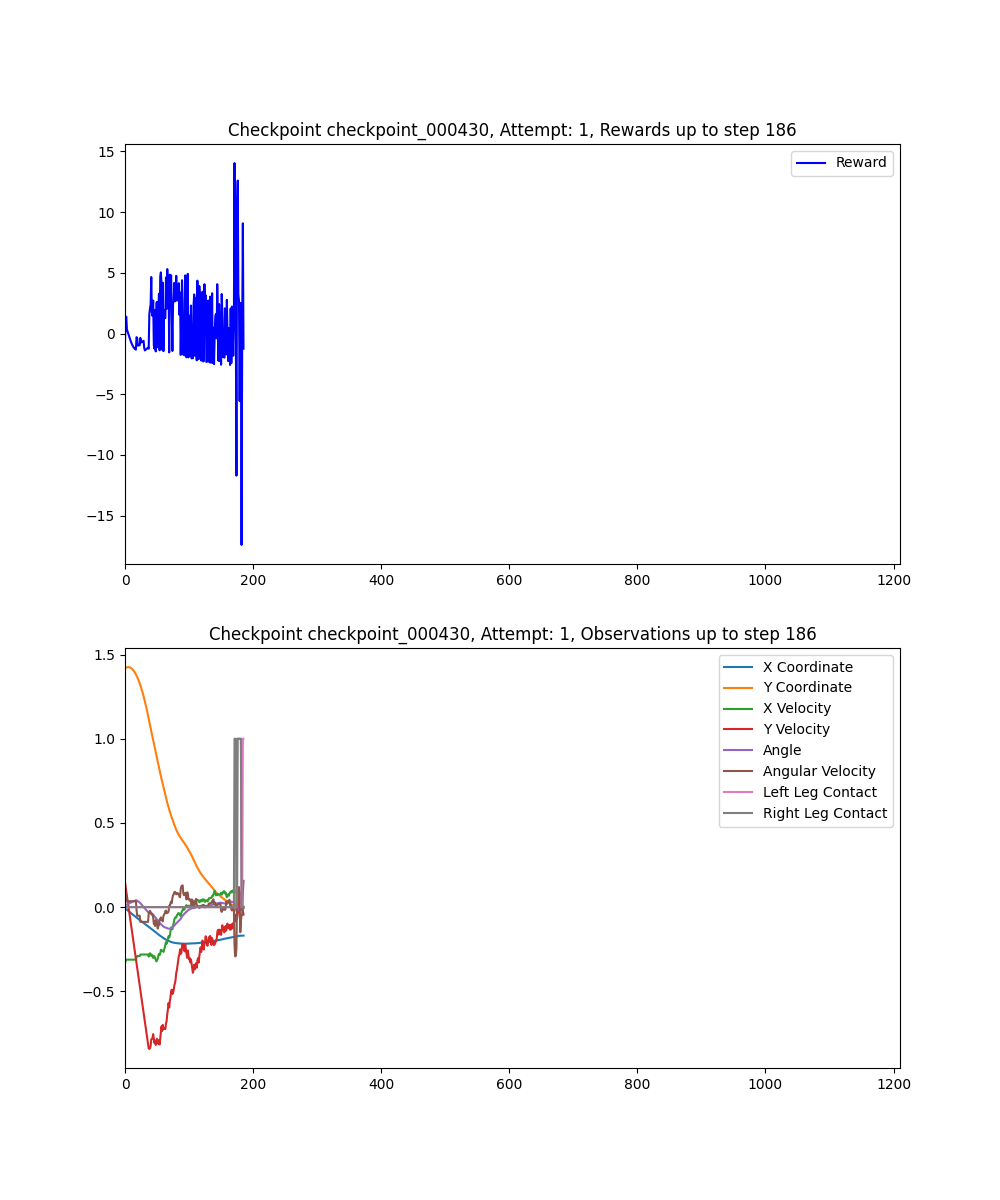 Checkpoint checkpoint_000430, Attempt: 1, Rewards up to step 186
15
10
5
0
−5
−10
−15
Reward
0 200 400 600 800 1000 1200
Checkpoint checkpoint_000430, Attempt: 1, Observations up to step 186
1.5
1.0
0.5
0.0
−0.5
X Coordinate
Y Coordinate
X Velocity
Y Velocity
Angle
Angular Velocity
Left Leg Contact
Right Leg Contact
0 200 400 600 800 1000 1200